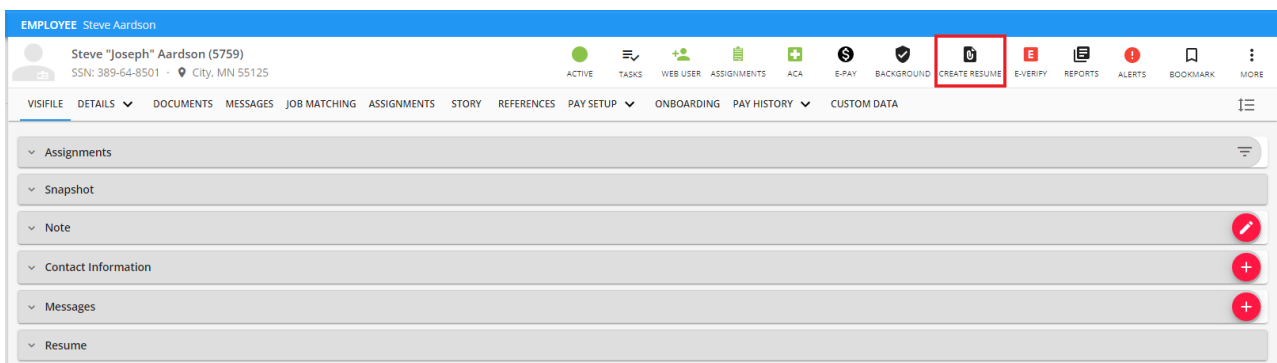 EMPLOYEE Steve Aardson
Steve "Joseph" Aardson (5759)
SSN: 389-64-8501 · City, MN 55125
ACTIVE TASKS WEB USER ASSIGNMENTS ACA E-PAY BACKGROUND CREATE RESUME E-VERIFY REPORTS ALERTS BOOKMARK MORE
VISIFILE DETAILS DOCUMENTS MESSAGES JOB MATCHING ASSIGNMENTS STORY REFERENCES PAY SETUP ONBOARDING PAY HISTORY CUSTOM DATA
Assignments
Snapshot
Note
Contact Information
Messages
Resume